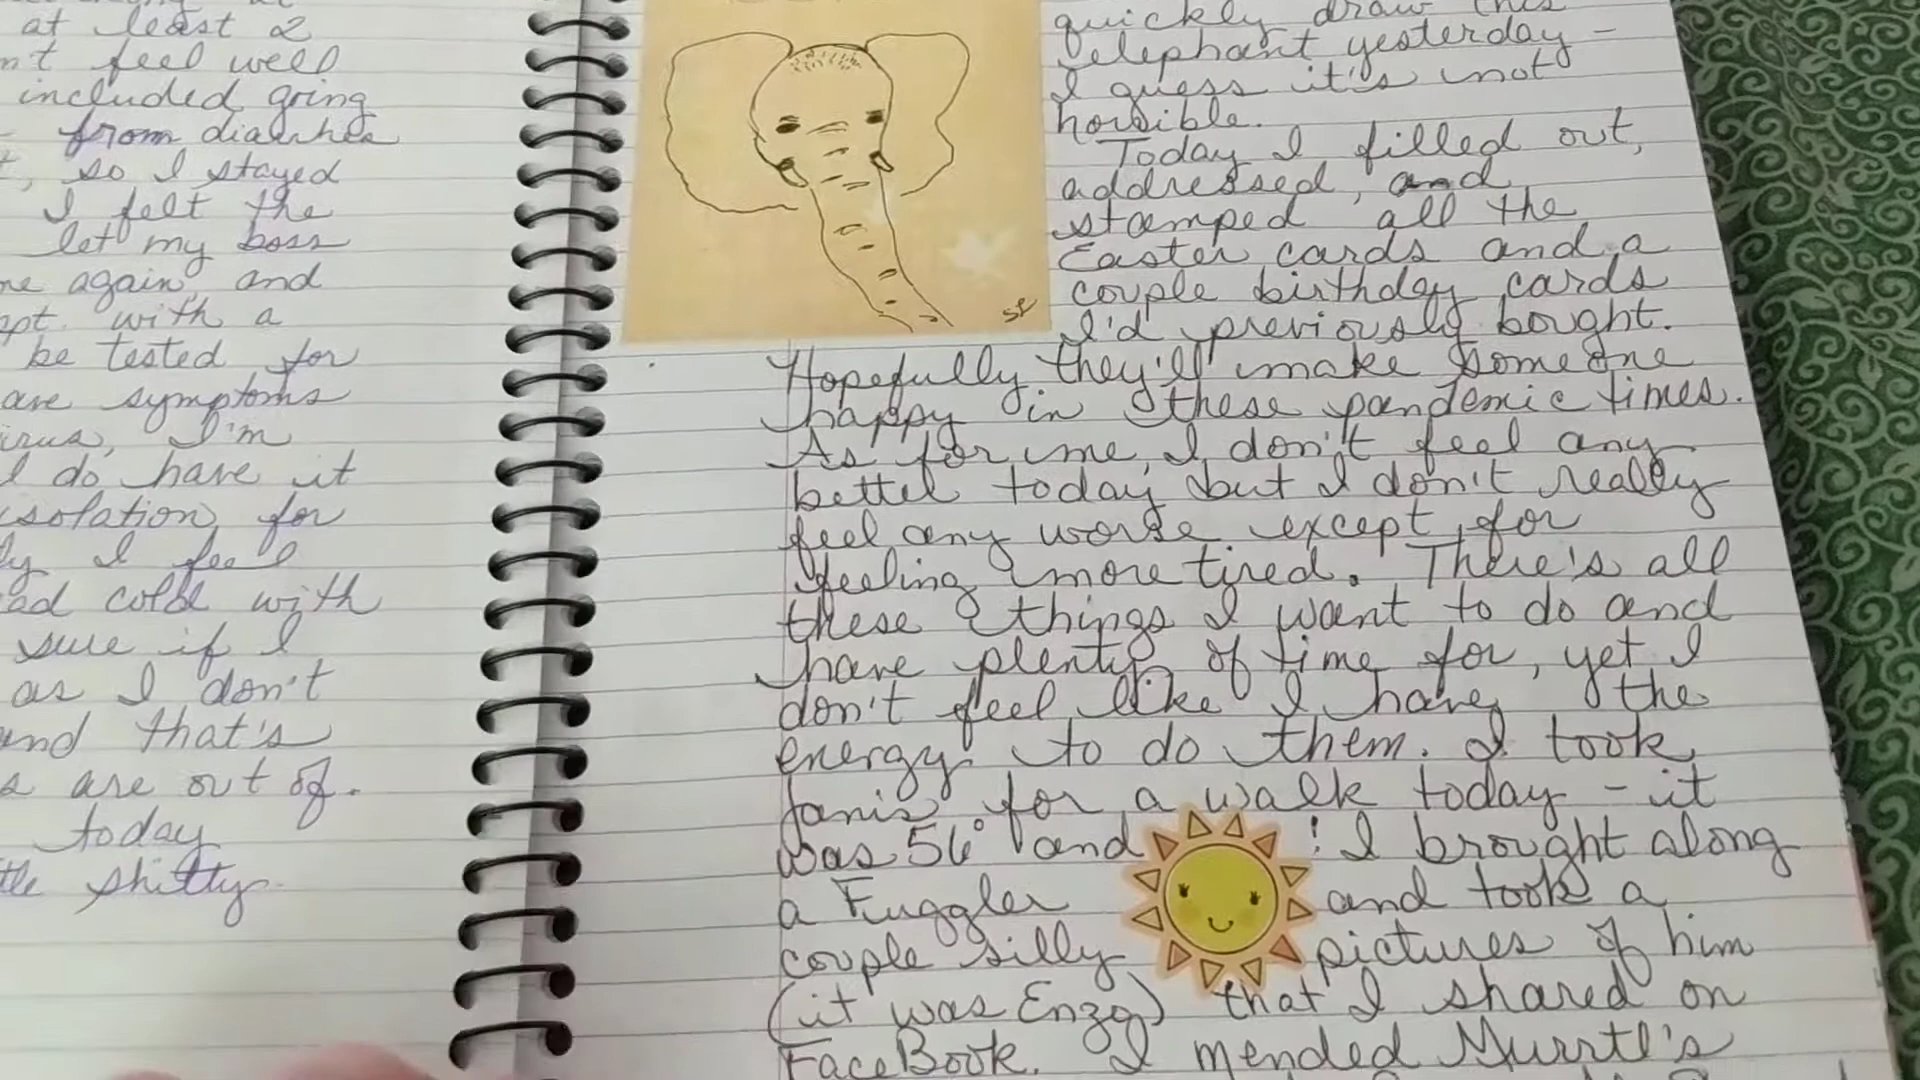 at least 2
n't feel well
included going
from diarrhea
t, so I stayed
I felt the
let my boss
me again and
apt. with a
be tested for
are symptoms
irus, I'm
I do have it
isolation for
ly I feel
ad cold with
sure if I
as I don't
and that's
s are out of.
today
tle shitty.
quickly draw this
elephant yesterday -
I guess it's not
horrible.
Today I filled out,
addressed, and
stamped all the
Easter cards and a
couple birthday cards
I'd previously bought.
Hopefully they'll make someone
happy in these pandemic times.
As for me, I don't feel any
better today but I don't really
feel any worse except for
feeling more tired. There's all
these things I want to do and
have plenty of time for, yet I
don't feel like I have the
energy to do them. I took
Janis for a walk today - it
was 56° and ! I brought along
a Fuggler and took a
couple silly pictures of him
(it was Enzo) that I shared on
FaceBook. I mended Murrtl's